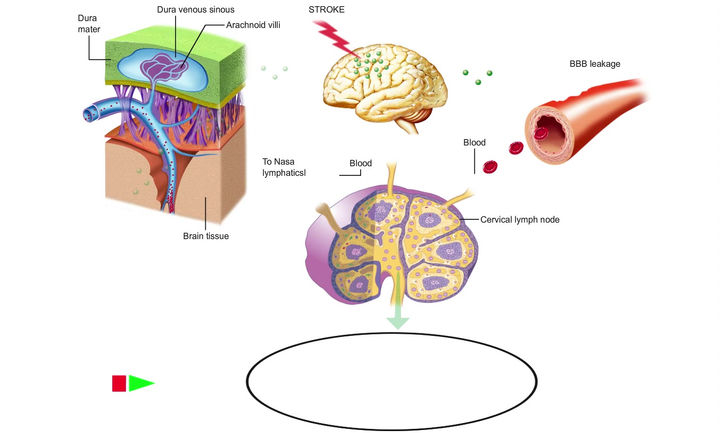 Dura venous sinous
Dura
mater
Arachnoid villi
STROKE
BBB leakage
To Nasa
lymphaticsl
Blood
Blood
Cervical lymph node
Brain tissue